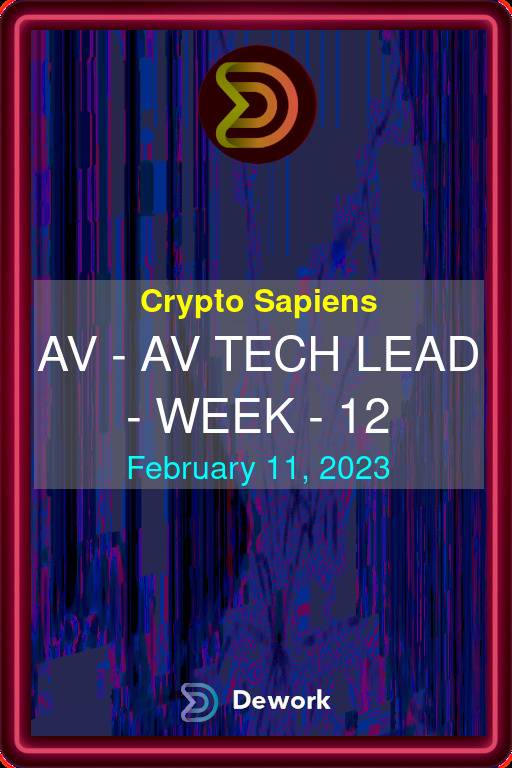 Crypto Sapiens
AV - AV TECH LEAD
- WEEK - 12
February 11, 2023
Dework